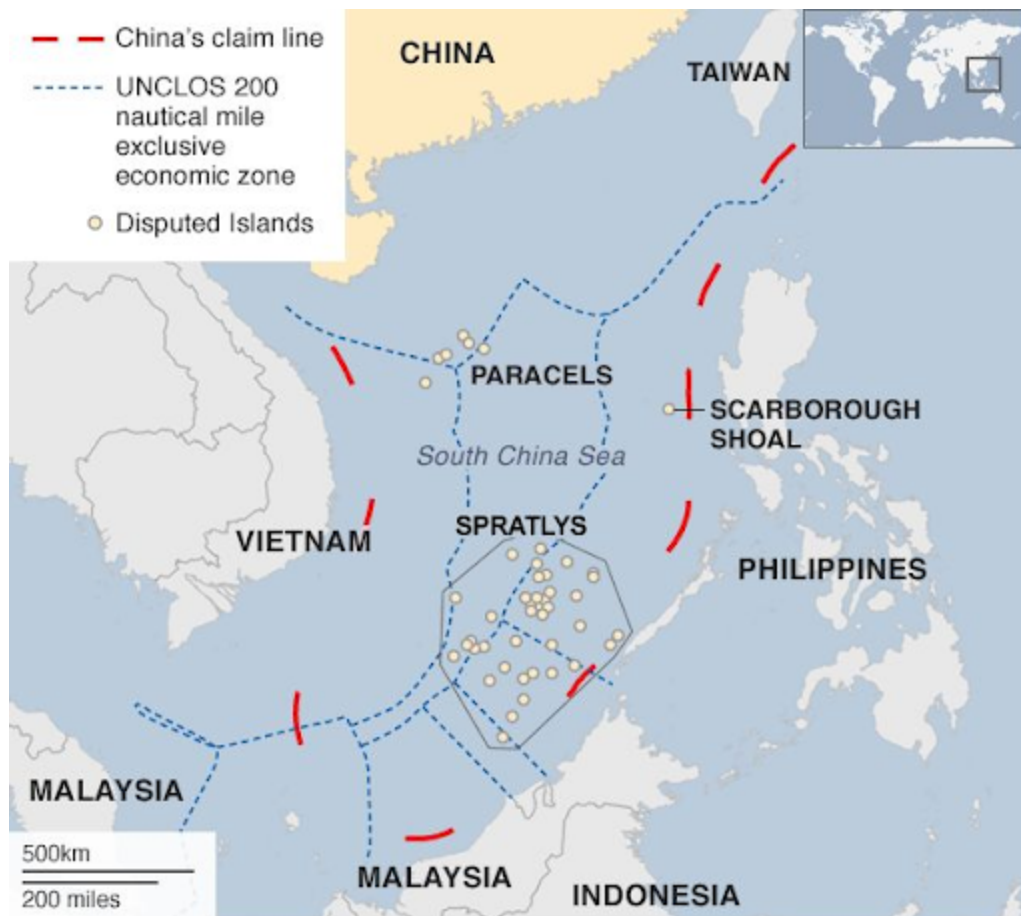 China's claim line
UNCLOS 200
nautical mile
exclusive
economic zone
Disputed Islands
CHINA
TAIWAN
PARACELS
SCARBOROUGH
SHOAL
South China Sea
SPRATLYS
VIETNAM
PHILIPPINES
MALAYSIA
500km
200 miles
MALAYSIA
INDONESIA